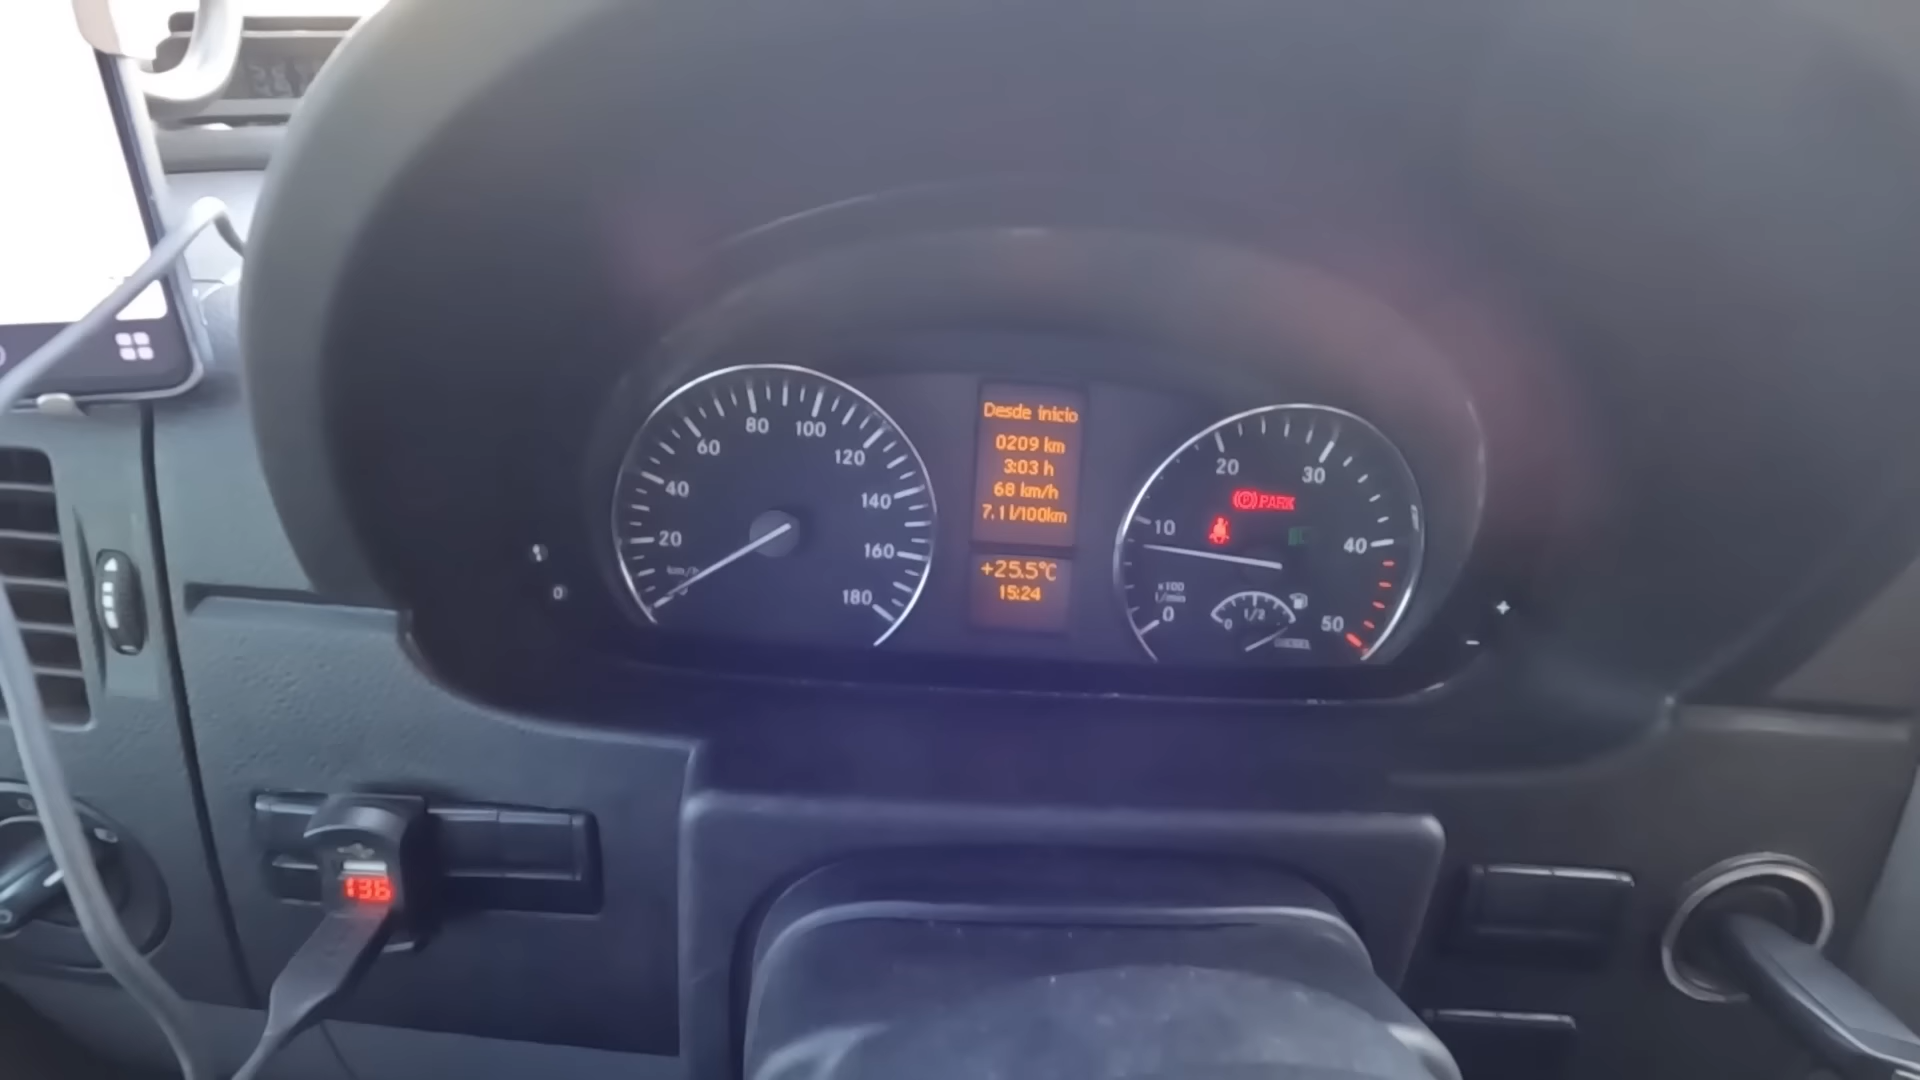 Desde inicio
0209 km
3:03 h
68 km/h
7.1 l/100km
+25.5°C
15:24
20
40
60
80
100
120
140
160
180
km/h
0
10
20
30
40
50
x100
1/min
PARK
0
1/2
0
13.6